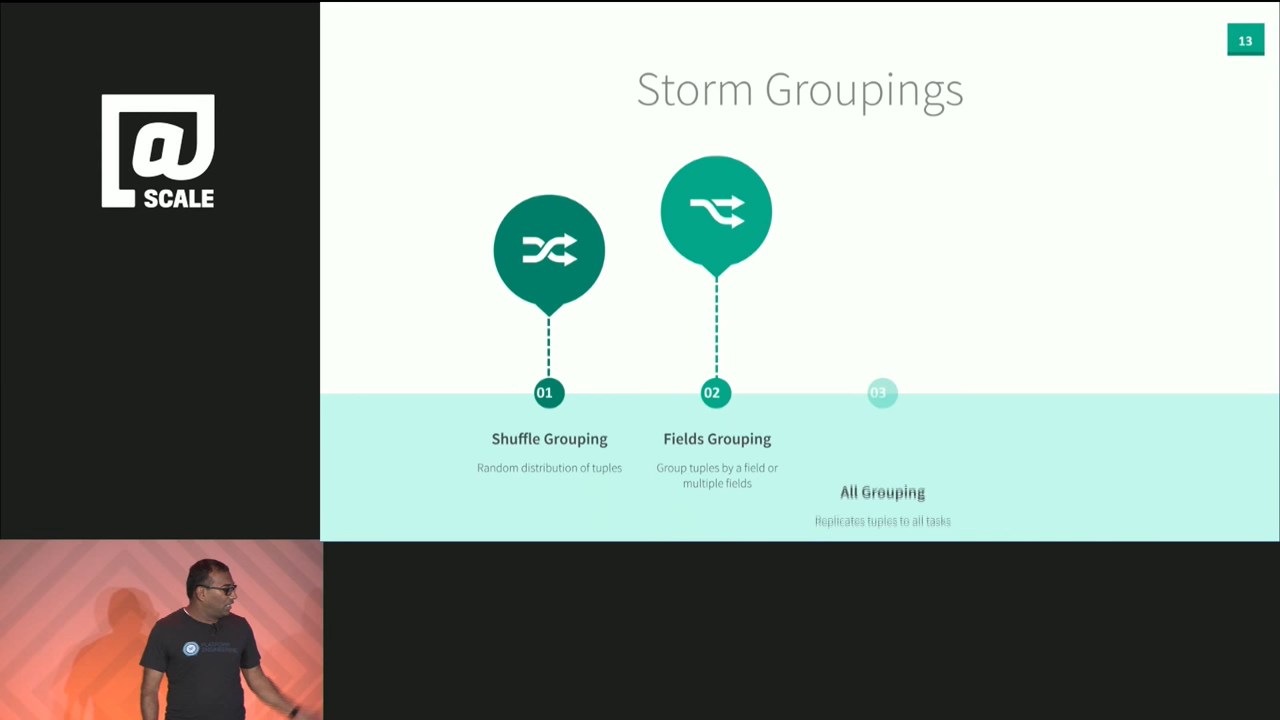 @
SCALE
13
Storm Groupings
01
02
03
Shuffle Grouping
Random distribution of tuples
Fields Grouping
Group tuples by a field or
multiple fields
All Grouping
Replicates tuples to all tasks